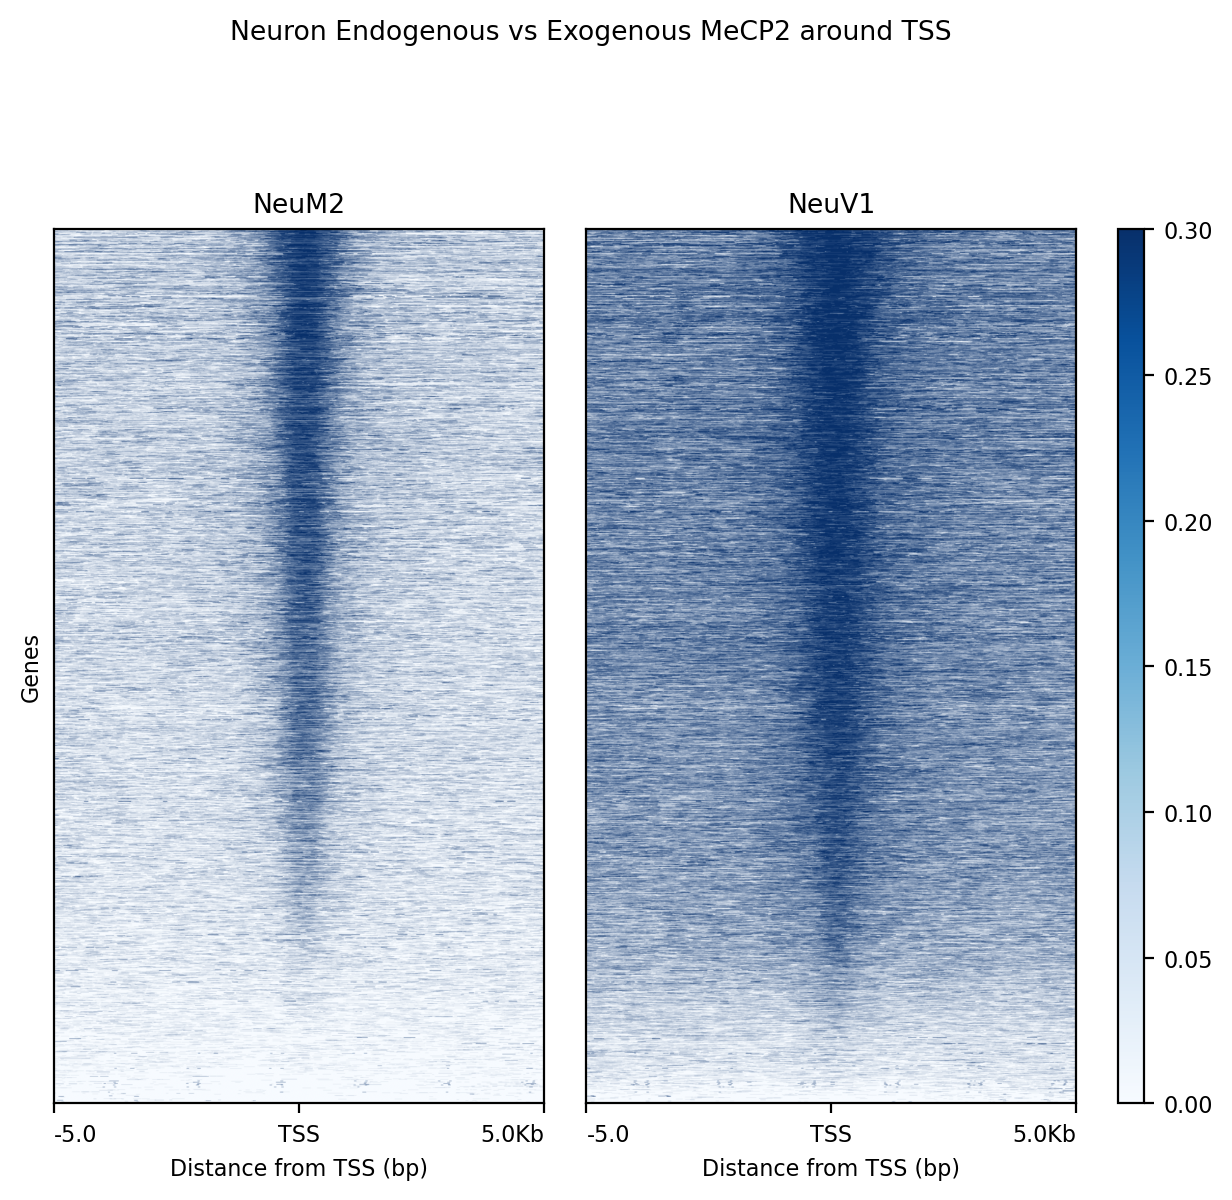 Neuron Endogenous vs Exogenous MeCP2 around TSS
NeuM2
NeuV1
0.30
0.25
0.20
0.15
0.10
0.05
0.00
Genes
-5.0 TSS 5.0Kb
Distance from TSS (bp)
-5.0 TSS 5.0Kb
Distance from TSS (bp)